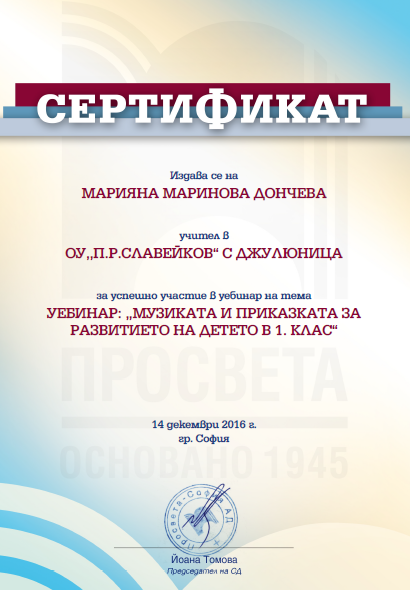 СЕРТИФИКАТ
Издава се на
МАРИЯНА МАРИНОВА ДОНЧЕВА
учител в
ОУ,,П.Р.СЛАВЕЙКОВ“ С ДЖУЛЮНИЦА
за успешно участие в уебинар на тема
УЕБИНАР: „МУЗИКАТА И ПРИКАЗКАТА ЗА
РАЗВИТИЕТО НА ДЕТЕТО В 1. КЛАС“
ПРОСВЕТА
14 декември 2016 г.
гр. София
ОСНОВАНО 1945
Просвета-София АД
Йоана Томова
Председател на СД